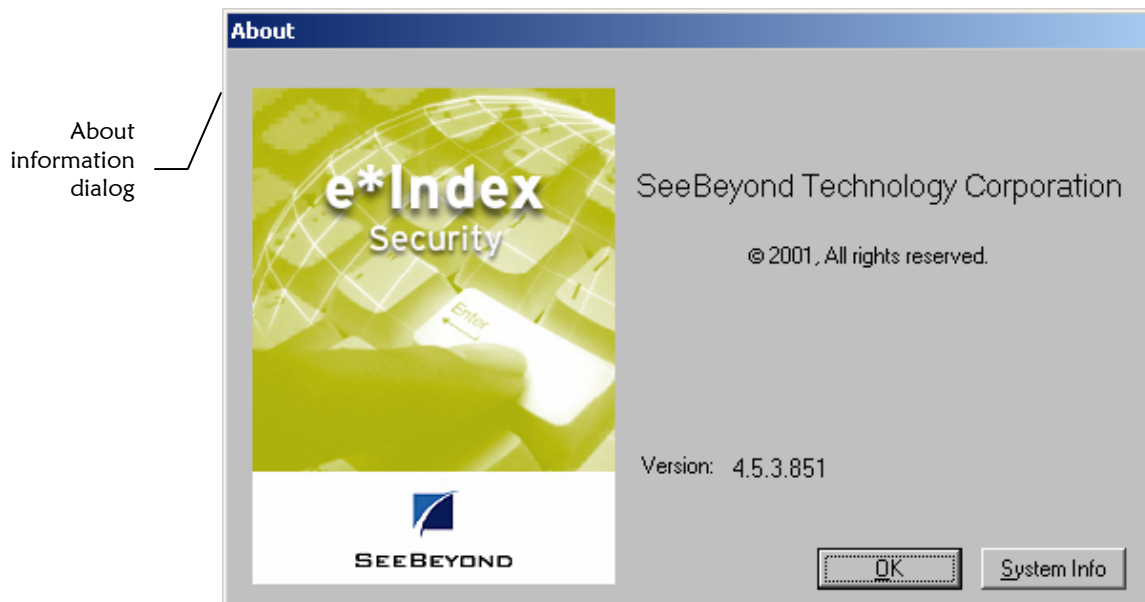 About
About
information
dialog
e*Index
Security
Enter
SeeBeyond Technology Corporation
© 2001, All rights reserved.
Version: 4.5.3.851
SEEBEYOND
OK
System Info